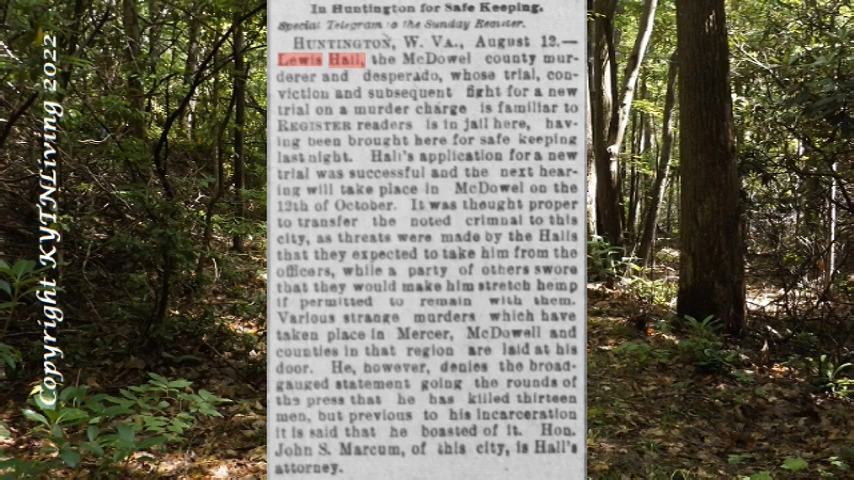 In Huntington for Safe Keeping.
Special Telegram to the Sunday Register.
HUNTINGTON, W. VA., August 12.—
Lewis Hall, the McDowel county mur-
derer and desperado, whose trial, con-
viction and subsequent fight for a new
trial on a murder charge is familiar to
REGISTER readers is in jail here, hav-
ing been brought here for safe keeping
last night. Hall's application for a new
trial was successful and the next hear-
ing will take place in McDowel on the
12th of October. It was thought proper
to transfer the noted crimnal to this
city, as threats were made by the Halls
that they expected to take him from the
officers, while a party of others swore
that they would make him stretch hemp
if permitted to remain with them.
Various strange murders which have
taken place in Mercer, McDowell and
counties in that region are laid at his
door. He, however, denies the broad-
gauged statement going the rounds of
the press that he has killed thirteen
men, but previous to his incarceration
it is said that he boasted of it. Hon.
John S. Marcum, of this city, is Hall's
attorney.
Copyright KYTNLiving 2022